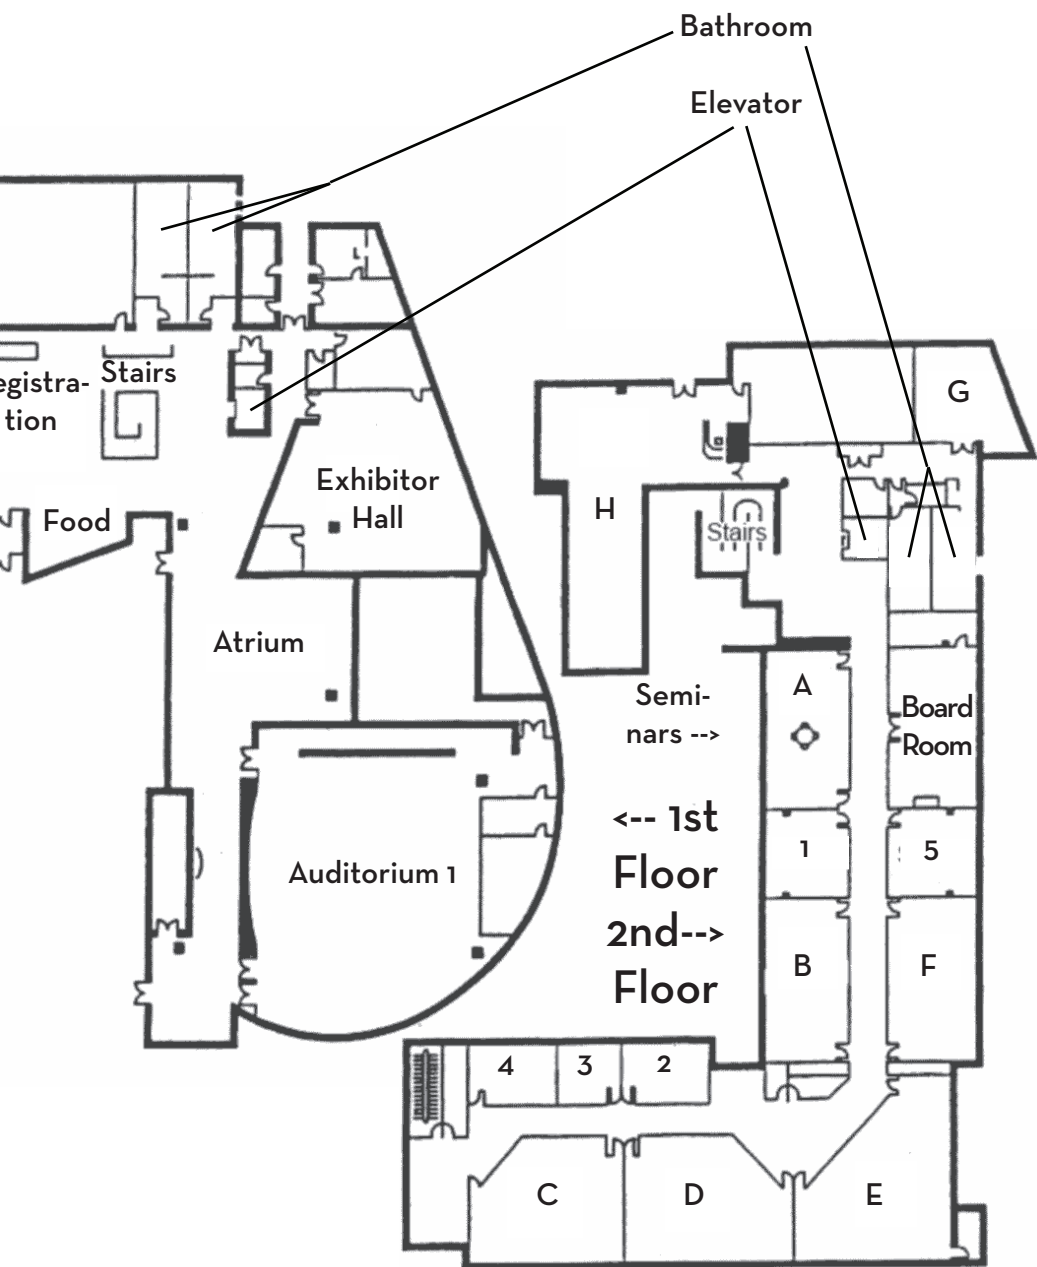 Bathroom
Elevator
egistra-
tion
Stairs
G
Exhibitor
Hall
Food
H
Stairs
Atrium
Semi-
nars -->
A
Board
Room
<-- 1st
Floor
2nd-->
Floor
1
5
Auditorium 1
B
F
4
3
2
C
D
E